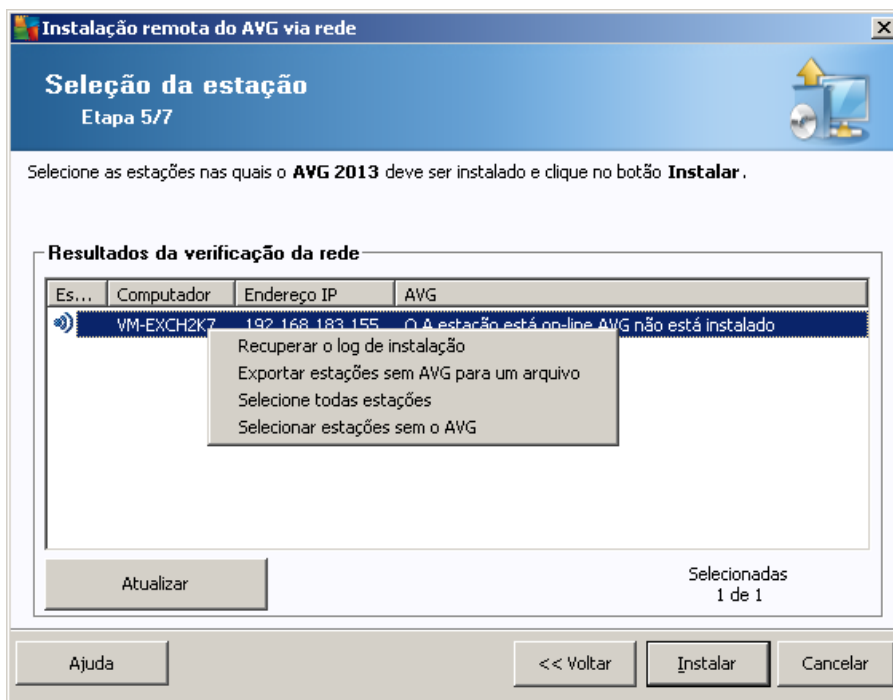 Instalação remota do AVG via rede
Seleção da estação
Etapa 5/7
Selecione as estações nas quais o AVG 2013 deve ser instalado e clique no botão Instalar.
Resultados da verificação da rede
Es... Computador Endereço IP AVG
VM-EXCH2K7 192.168.183.155 O A estação está on-line AVG não está instalado
Recuperar o log de instalação
Exportar estações sem AVG para um arquivo
Selecione todas estações
Selecionar estações sem o AVG
Atualizar
Selecionadas
1 de 1
Ajuda << Voltar Instalar Cancelar